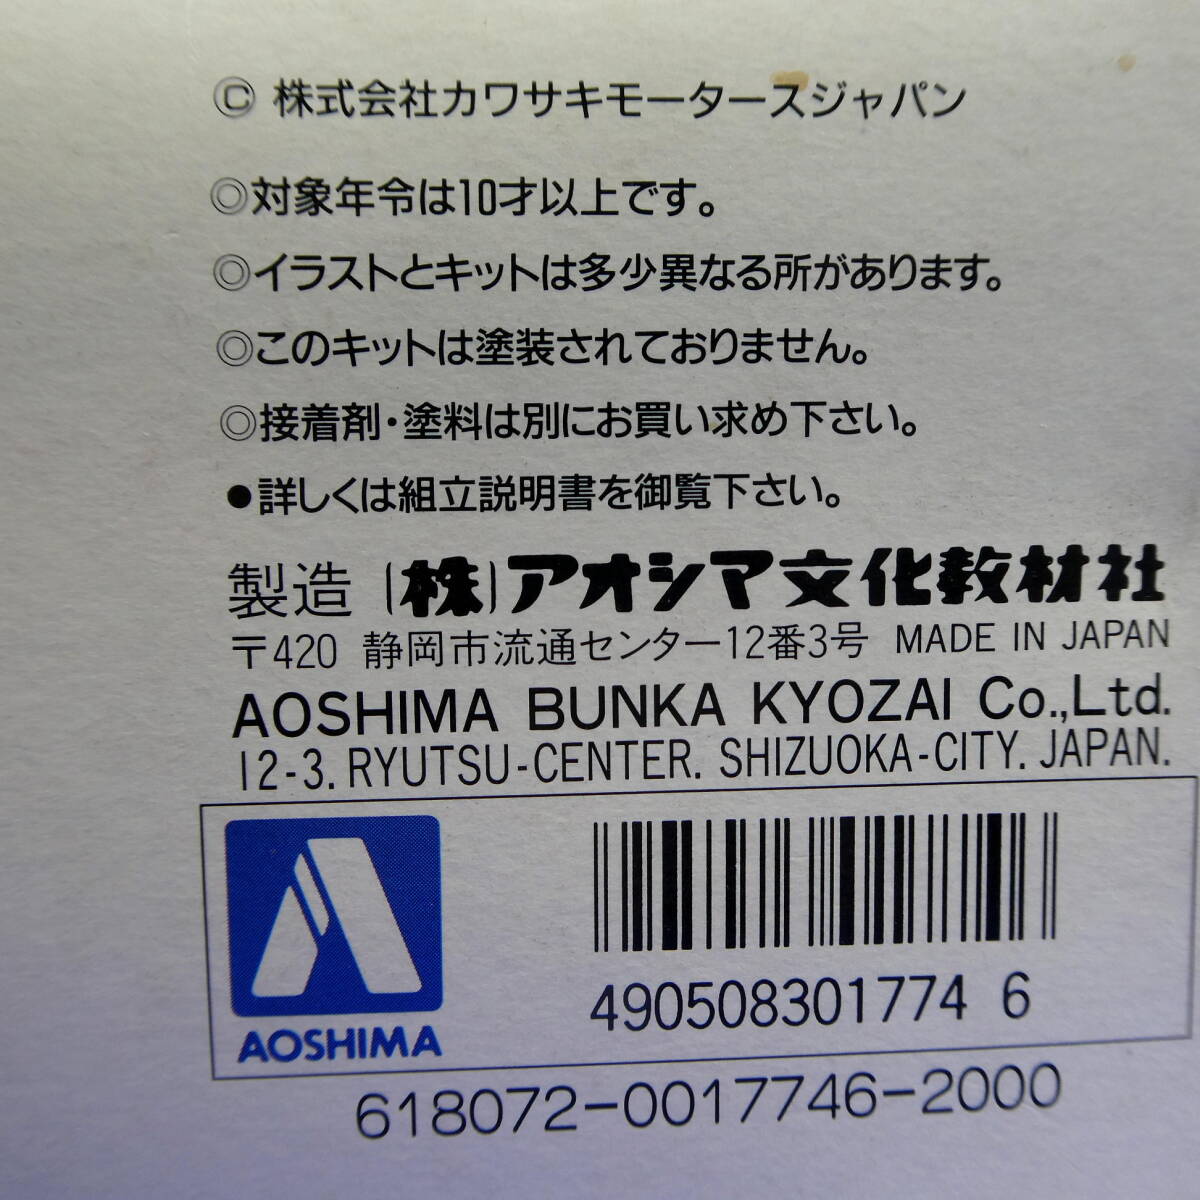 © 株式会社カワサキモータースジャパン
◎対象年令は10才以上です。
◎イラストとキットは多少異なる所があります。
◎このキットは塗装されておりません。
◎接着剤・塗料は別にお買い求め下さい。
●詳しくは組立説明書を御覧下さい。
製造 (株)アオシマ文化教材社
〒420 静岡市流通センター12番3号 MADE IN JAPAN
AOSHIMA BUNKA KYOZAI Co.,Ltd.
12-3. RYUTSU-CENTER. SHIZUOKA-CITY. JAPAN.
AOSHIMA
490508301774 6
618072-0017746-2000